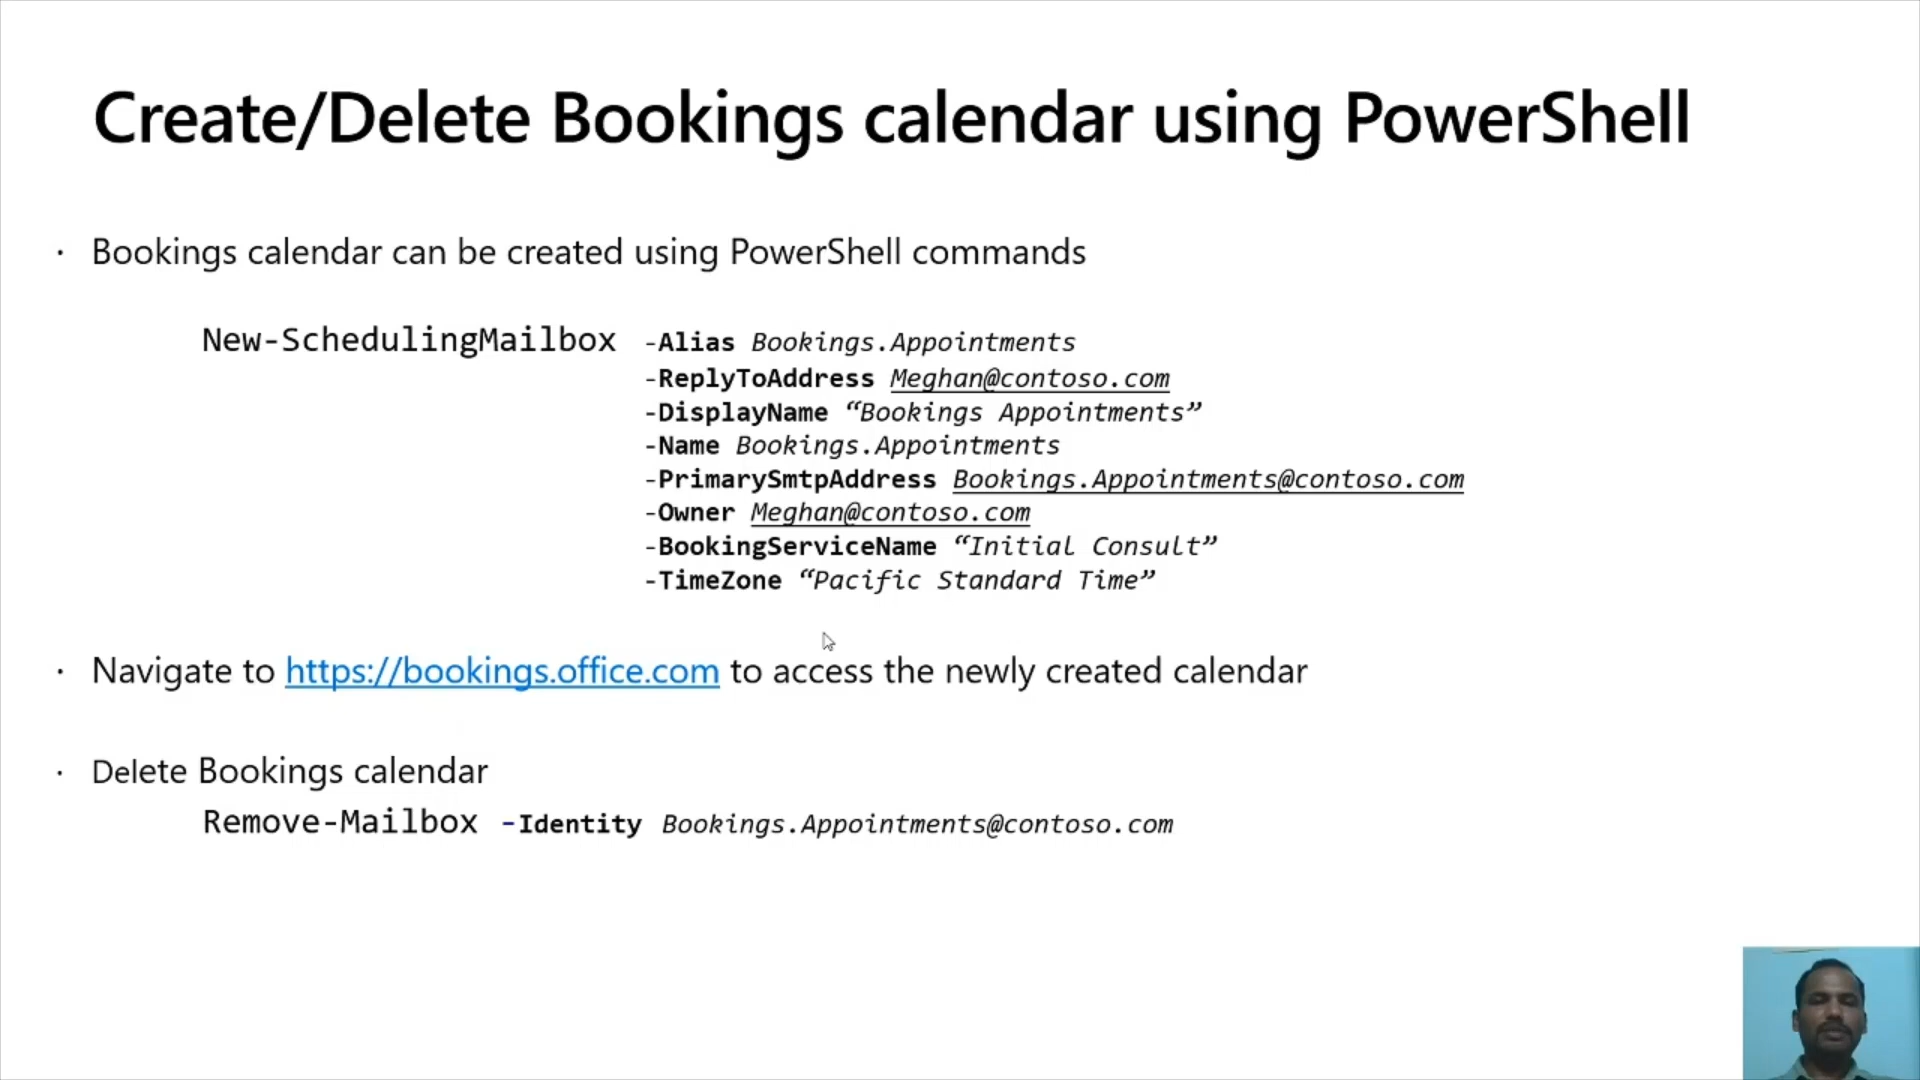 Create/Delete Bookings calendar using PowerShell
· Bookings calendar can be created using PowerShell commands
New-SchedulingMailbox -Alias Bookings.Appointments
-ReplyToAddress Meghan@contoso.com
-DisplayName “Bookings Appointments”
-Name Bookings.Appointments
-PrimarySmtpAddress Bookings.Appointments@contoso.com
-Owner Meghan@contoso.com
-BookingServiceName “Initial Consult”
-TimeZone “Pacific Standard Time”
· Navigate to https://bookings.office.com to access the newly created calendar
· Delete Bookings calendar
Remove-Mailbox -Identity Bookings.Appointments@contoso.com